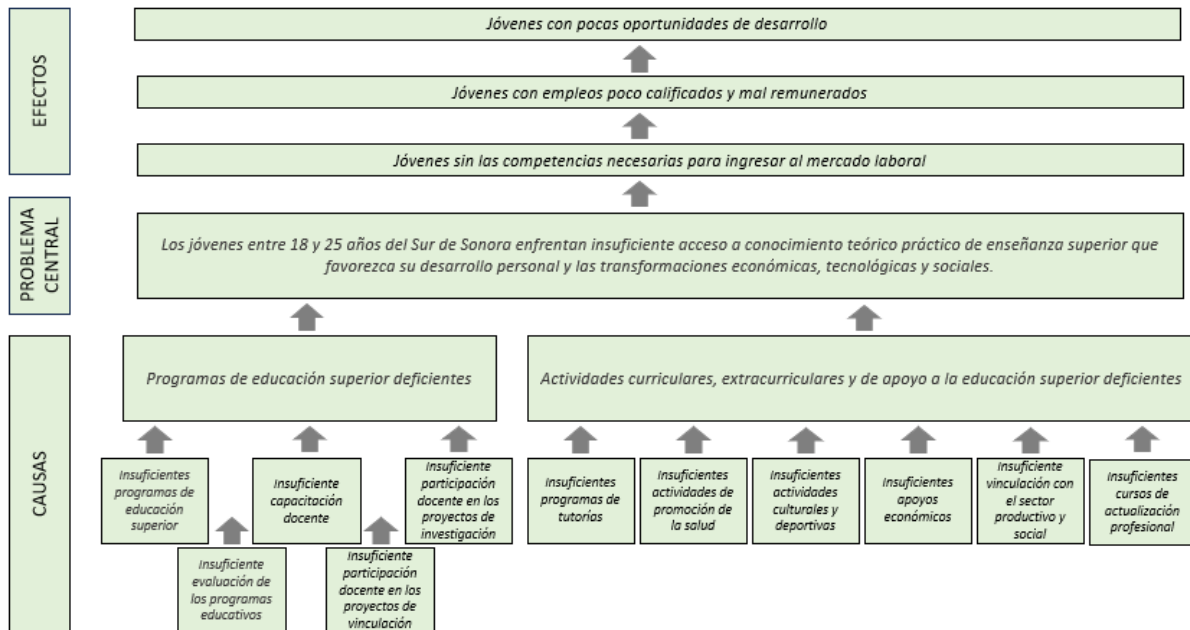 EFECTOS
Jóvenes con pocas oportunidades de desarrollo
Jóvenes con empleos poco calificados y mal remunerados
Jóvenes sin las competencias necesarias para ingresar al mercado laboral
PROBLEMA
CENTRAL
Los jóvenes entre 18 y 25 años del Sur de Sonora enfrentan insuficiente acceso a conocimiento teórico práctico de enseñanza superior que
favorezca su desarrollo personal y las transformaciones económicas, tecnológicas y sociales.
CAUSAS
Programas de educación superior deficientes
Actividades curriculares, extracurriculares y de apoyo a la educación superior deficientes
Insuficientes
programas de
educación
superior
Insuficiente
capacitación
docente
Insuficiente
participación
docente en los
proyectos de
investigación
Insuficientes
programas de
tutorías
Insuficientes
actividades de
promoción de
la salud
Insuficientes
actividades
culturales y
deportivas
Insuficientes
apoyos
económicos
Insuficiente
vinculación con
el sector
productivo y
social
Insuficientes
cursos de
actualización
profesional
Insuficiente
evaluación de
los programas
educativos
Insuficiente
participación
docente en los
proyectos de
vinculación